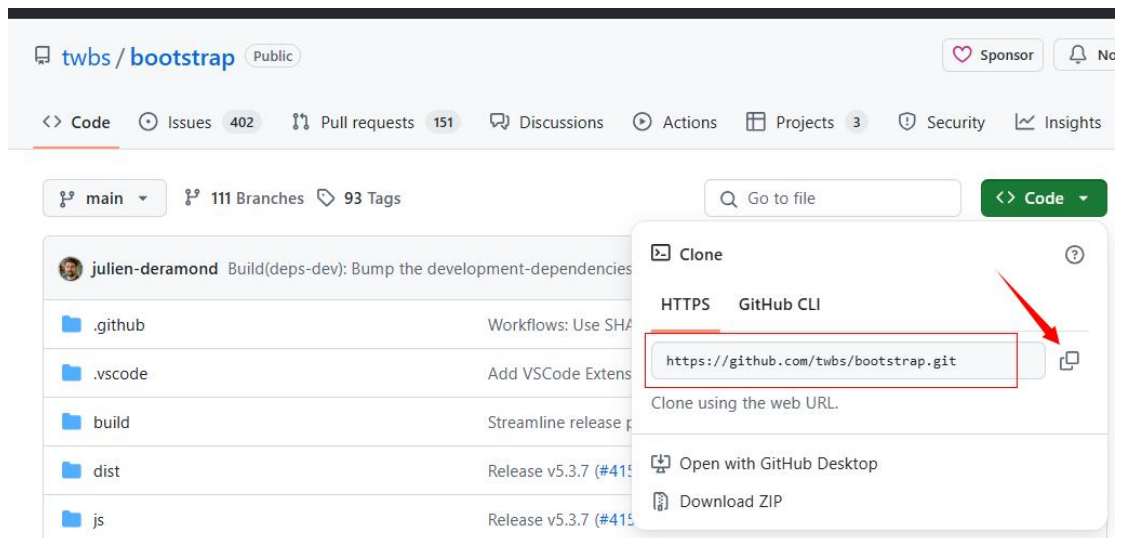 twbs / bootstrap Public Sponsor No
Code Issues 402 Pull requests 151 Discussions Actions Projects 3 Security Insights
main 111 Branches 93 Tags Go to file Code
julien-deramond Build(deps-dev): Bump the development-dependencies
.github Workflows: Use SHA
.vscode Add VSCode Extens
build Streamline release p
dist Release v5.3.7 (#415
js Release v5.3.7 (#415
Clone
HTTPS GitHub CLI
https://github.com/twbs/bootstrap.git
Clone using the web URL.
Open with GitHub Desktop
Download ZIP